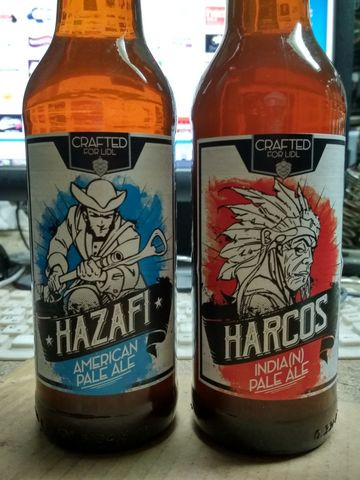 CRAFTED
FOR LIDL
HAZAFI
AMERICAN
PALE ALE
CRAFTED
FOR LIDL
HARCOS
INDIA(N)
PALE ALE